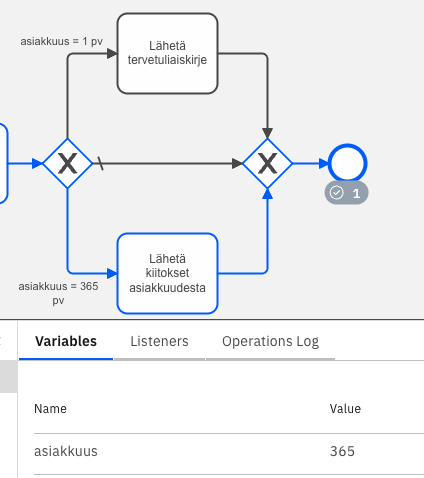 asiakkuus = 1 pv
Lähetä
tervetuliaiskirje
X
X
1
asiakkuus = 365
pv
Lähetä
kiitokset
asiakkuudesta
Variables Listeners Operations Log
Name Value
asiakkuus 365